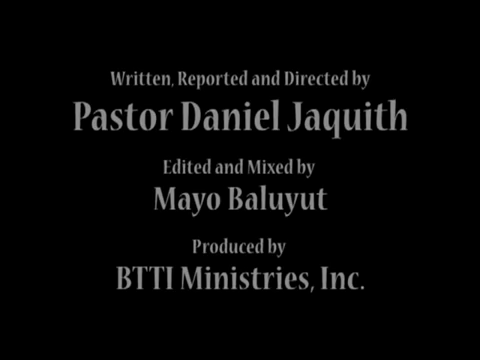 Written, Reported and Directed by
Pastor Daniel Jaquith
Edited and Mixed by
Mayo Baluyut
Produced by
BTTI Ministries, Inc.